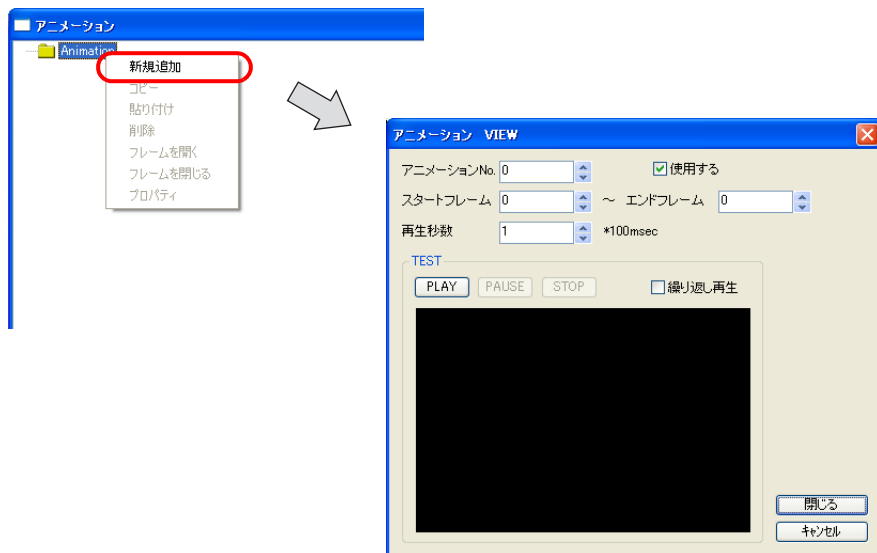 アニメーション
Animation
新規追加
コピー
貼り付け
削除
フレームを開く
フレームを閉じる
プロパティ
アニメーション VIEW
アニメーションNo. 0 使用する
スタートフレーム 0 ～ エンドフレーム 0
再生秒数 1 *100msec
TEST
PLAY PAUSE STOP 繰り返し再生
閉じる
キャンセル